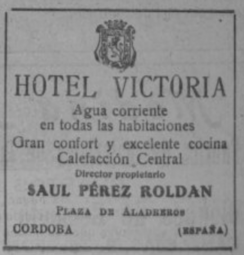 HOTEL VICTORIA
Agua corriente
en todas las habitaciones
Gran confort y excelente cocina
Calefacción Central
Director propietario
SAUL PÉREZ ROLDAN
PLAZA DE ALADREROS
CORDOBA (ESPAÑA)